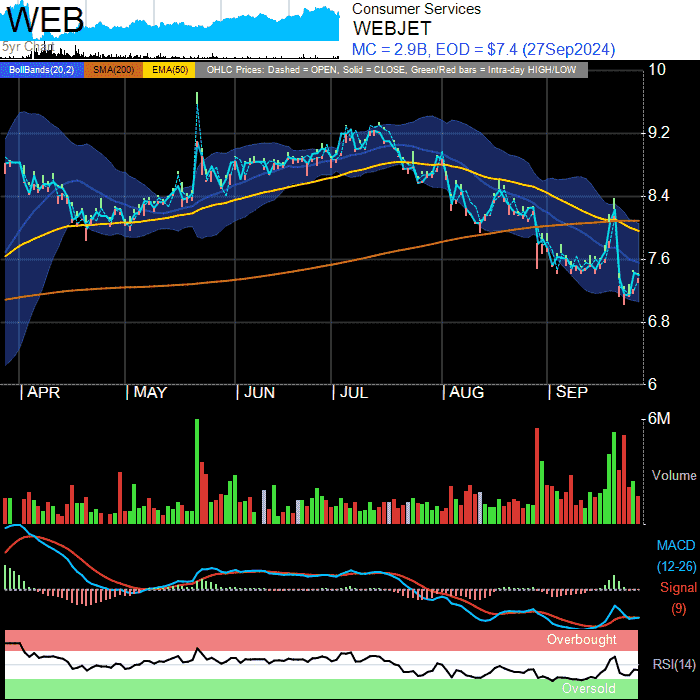 WEB
5yr Chart
Consumer Services
WEBJET
MC = 2.9B, EOD = $7.4 (27Sep2024)
BollBands(20,2) SMA(200) EMA(50) OHLC Prices: Dashed = OPEN, Solid = CLOSE, Green/Red bars = Intra-day HIGH/LOW
10
9.2
8.4
7.6
6.8
6
| APR | MAY | JUN | JUL | AUG | SEP
6M
Volume
MACD
(12-26)
Signal
(9)
Overbought
RSI(14)
Oversold